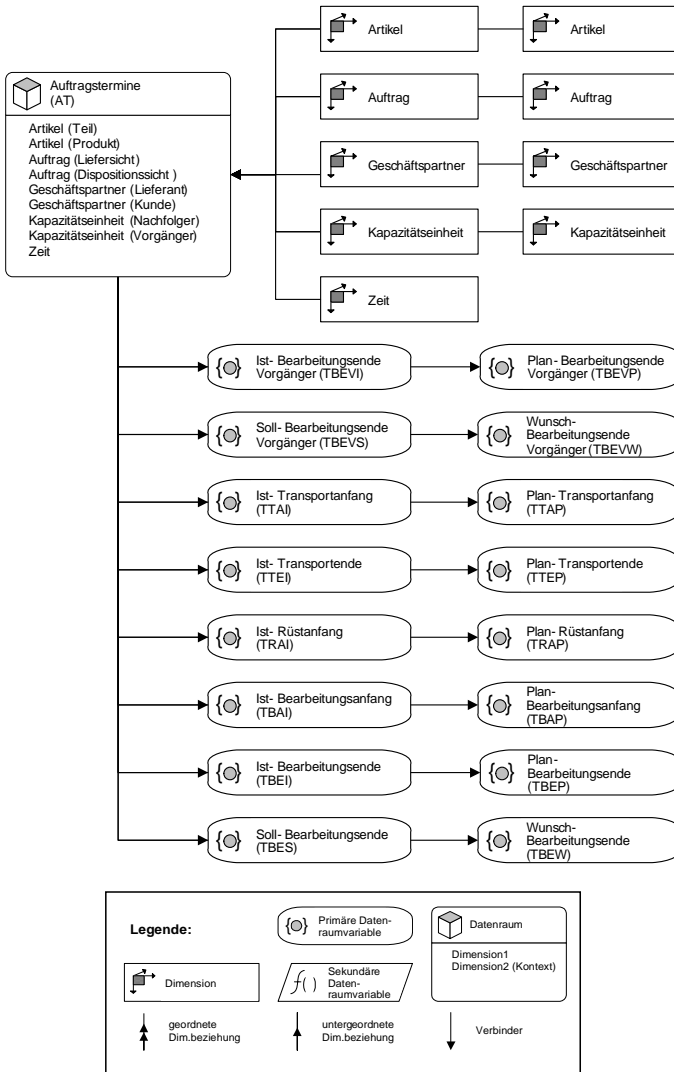 Artikel
Artikel
Auftragstermine
(AT)
Artikel (Teil)
Artikel (Produkt)
Auftrag (Liefersicht)
Auftrag (Dispositionssicht )
Geschäftspartner (Lieferant)
Geschäftspartner (Kunde)
Kapazitätseinheit (Nachfolger)
Kapazitätseinheit (Vorgänger)
Zeit
Auftrag
Auftrag
Geschäftspartner
Geschäftspartner
Kapazitätseinheit
Kapazitätseinheit
Zeit
{ }
Ist- Bearbeitungsende
Vorgänger (TBEVI)
{ }
Plan- Bearbeitungsende
Vorgänger (TBEVP)
{ }
Soll- Bearbeitungsende
Vorgänger (TBEVS)
{ }
Wunsch-
Bearbeitungsende
Vorgänger (TBEVW)
{ }
Ist- Transportanfang
(TTAI)
{ }
Plan- Transportanfang
(TTAP)
{ }
Ist- Transportende
(TTEI)
{ }
Plan- Transportende
(TTEP)
{ }
Ist- Rüstanfang
(TRAI)
{ }
Plan- Rüstanfang
(TRAP)
{ }
Ist- Bearbeitungsanfang
(TBAI)
{ }
Plan-
Bearbeitungsanfang
(TBAP)
{ }
Ist- Bearbeitungsende
(TBEI)
{ }
Plan-
Bearbeitungsende
(TBEP)
{ }
Soll- Bearbeitungsende
(TBES)
{ }
Wunsch-
Bearbeitungsende
(TBEW)
Legende:
{ }
Primäre Daten-
raumvariable
Datenraum
Dimension1
Dimension2 (Kontext)
Dimension
f( )
Sekundäre
Daten-
raumvariable
geordnete
Dim.beziehung
untergeordnete
Dim.beziehung
Verbinder